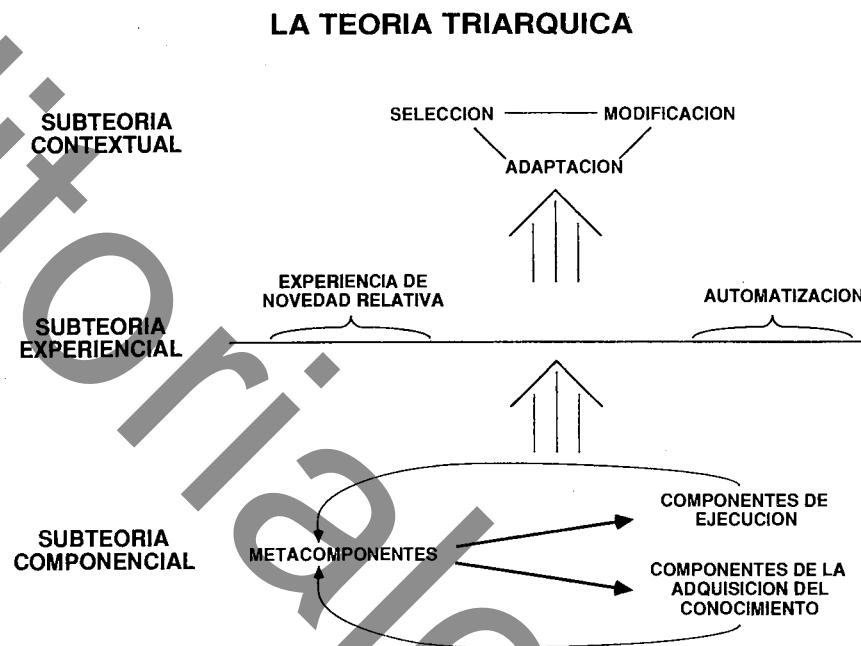 LA TEORIA TRIARQUICA
SUBTEORIA
CONTEXTUAL
SELECCION
MODIFICACION
ADAPTACION
EXPERIENCIA DE
NOVEDAD RELATIVA
AUTOMATIZACION
SUBTEORIA
EXPERIENCIAL
SUBTEORIA
COMPONENCIAL
METACOMPONENTES
COMPONENTES DE
EJECUCION
COMPONENTES DE LA
ADQUISICION DEL
CONOCIMIENTO